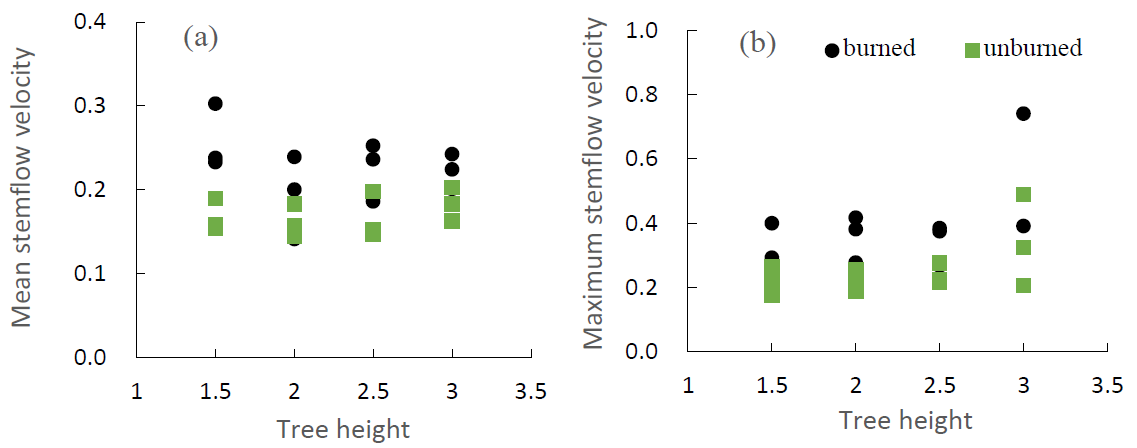 (a)
Mean stemflow velocity
0.4
0.3
0.2
0.1
0.0
1 1.5 2 2.5 3 3.5
Tree height
(b)
burned unburned
Maximum stemflow velocity
1.0
0.8
0.6
0.4
0.2
0.0
1 1.5 2 2.5 3 3.5
Tree height